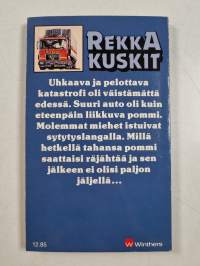 REKKA
KUSKIT
Uhkaava ja pelottava
katastrofi oli väistämättä
edessä. Suuri auto oli kuin
eteenpäin liikkuva pommi.
Molemmat miehet istuivat
sytytyslangalla. Millä
hetkellä tahansa pommi
saattaisi räjähtää ja sen
jälkeen ei olisi paljon
jäljellä...
12.85
Winthers